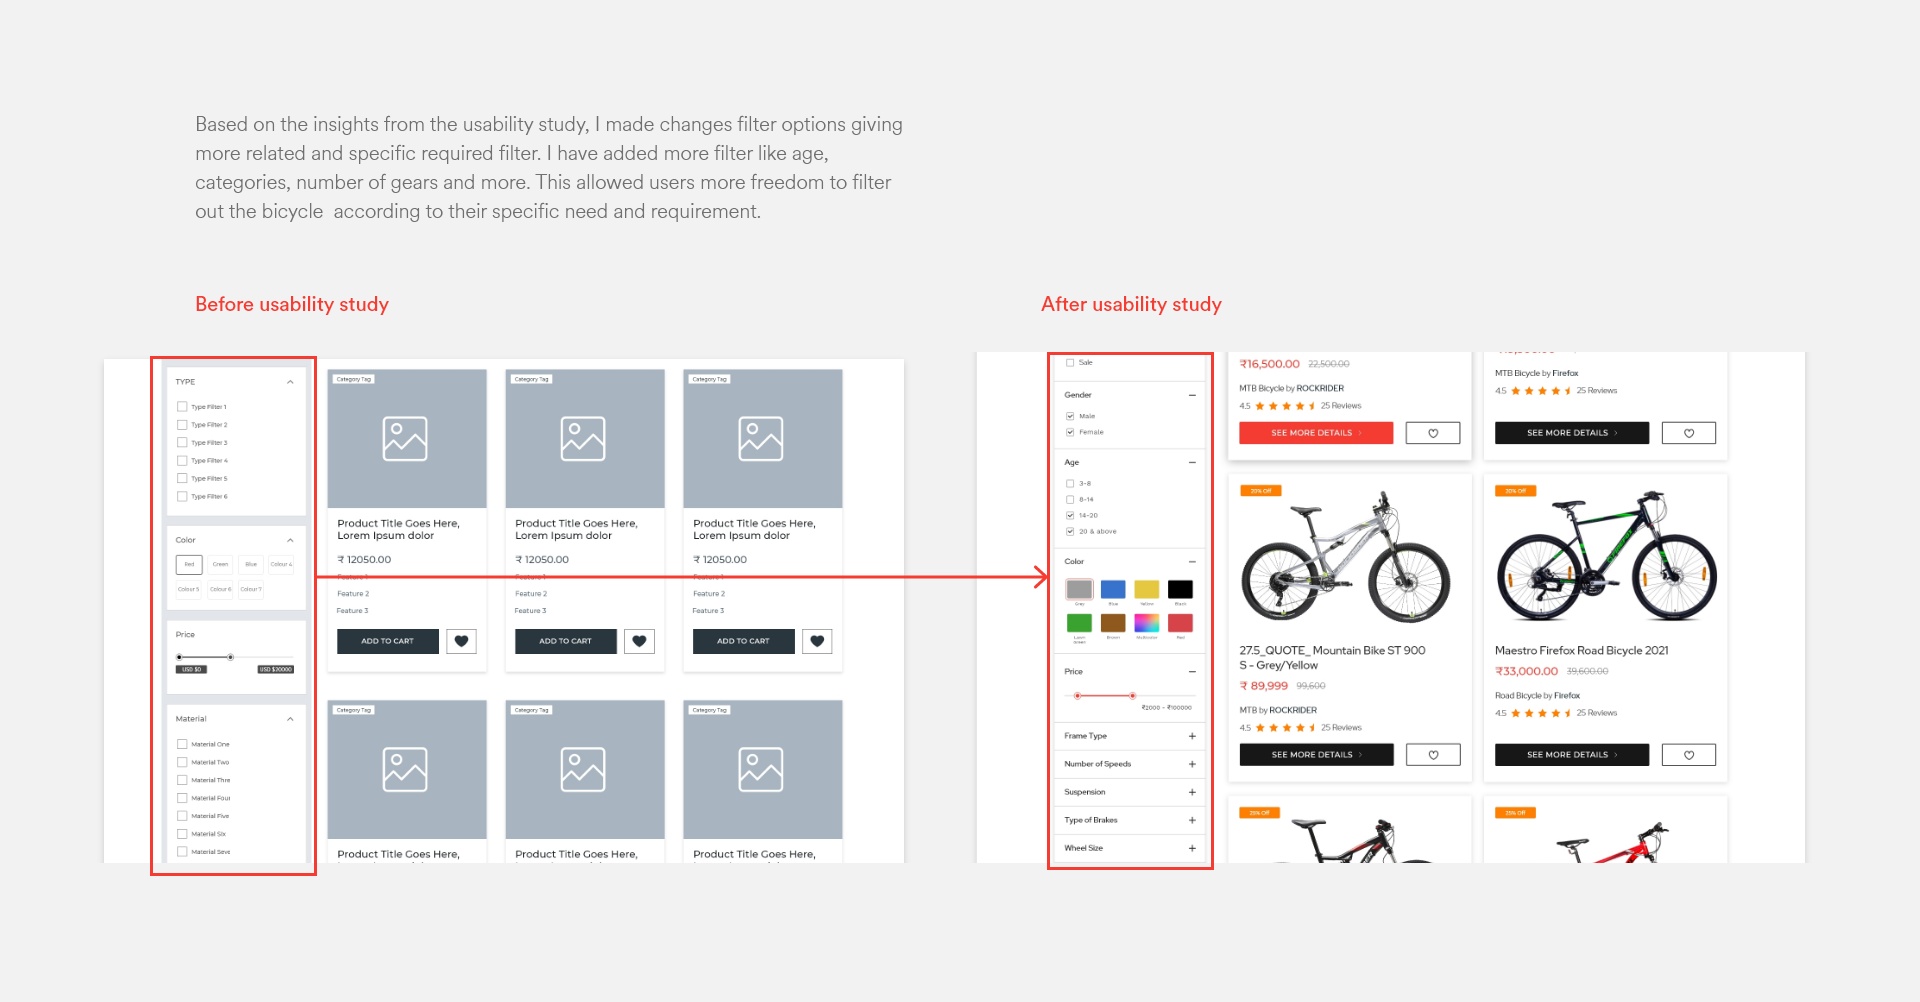 Based on the insights from the usability study, I made changes filter options giving
more related and specific required filter. I have added more filter like age,
categories, number of gears and more. This allowed users more freedom to filter
out the bicycle  according to their specific need and requirement.
Before usability study
TYPE
Type Filter 1
Type Filter 2
Type Filter 3
Type Filter 4
Type Filter 5
Type Filter 6
Color
Red Green Blue Colour 4
Colour 5 Colour 6 Colour 7
Price
USD $0 USD $20000
Material
Material One
Material Two
Material Thre
Material Four
Material Five
Material Six
Material Seve
Category Tag Category Tag Category Tag
Product Title Goes Here, Product Title Goes Here, Product Title Goes Here,
Lorem Ipsum dolor Lorem Ipsum dolor Lorem Ipsum dolor
₹ 12050.00 ₹ 12050.00 ₹ 12050.00
Feature 1 Feature 1 Feature 1
Feature 2 Feature 2 Feature 2
Feature 3 Feature 3 Feature 3
ADD TO CART ADD TO CART ADD TO CART
Category Tag Category Tag Category Tag
Product Title Goes Here, Product Title Goes Here, Product Title Goes Here,
After usability study
Sale
Gender
Male
Female
Age
3-8
8-14
14-20
20 & above
Color
Grey Blue Yellow Black
Green Brown Multicolor Red
Price
₹2000 - ₹100000
Frame Type
Number of Speeds
Suspension
Type of Brakes
Wheel Size
₹16,500.00 22,500.00
MTB Bicycle by ROCKRIDER
4.5 25 Reviews
SEE MORE DETAILS
MTB Bicycle by Firefox
4.5 25 Reviews
SEE MORE DETAILS
20% Off
27.5_QUOTE_ Mountain Bike ST 900
S - Grey/Yellow
₹ 89,999 99,600
MTB by ROCKRIDER
4.5 25 Reviews
SEE MORE DETAILS
20% Off
Maestro Firefox Road Bicycle 2021
₹33,000.00 39,600.00
Road Bicycle by Firefox
4.5 25 Reviews
SEE MORE DETAILS
20% Off
20% Off